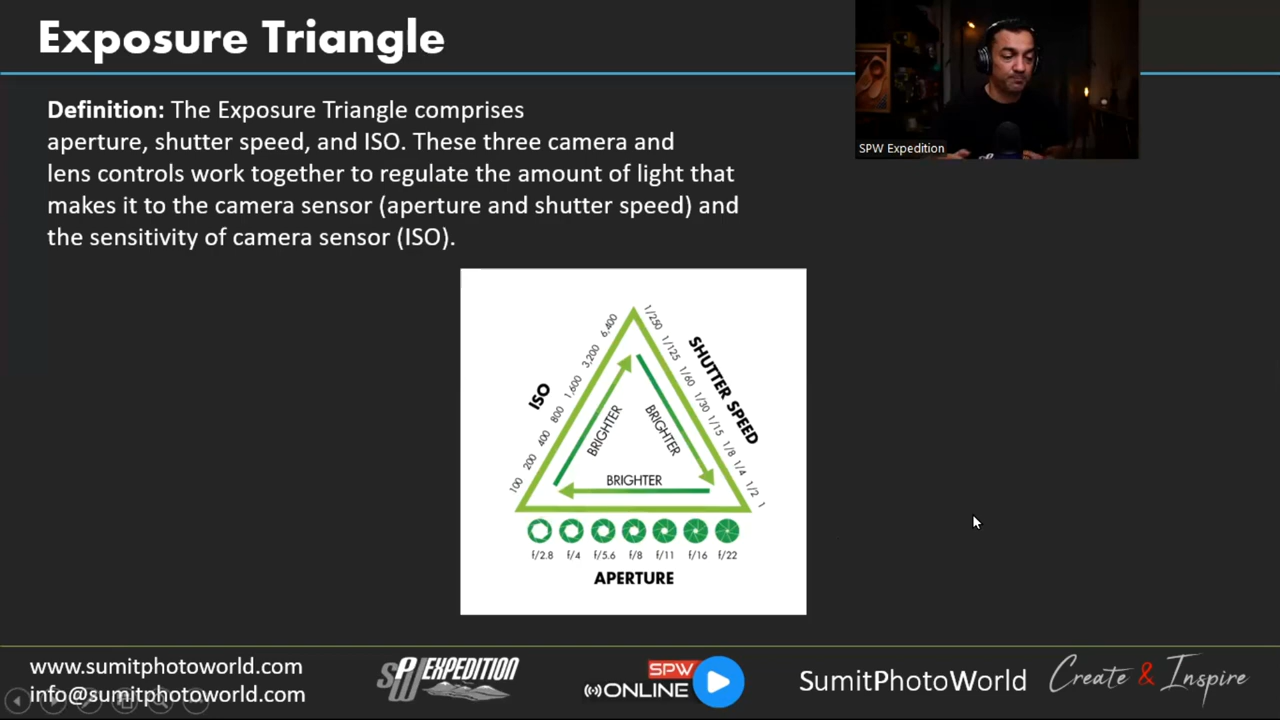 Exposure Triangle
Definition: The Exposure Triangle comprises
aperture, shutter speed, and ISO. These three camera and
lens controls work together to regulate the amount of light that
makes it to the camera sensor (aperture and shutter speed) and
the sensitivity of camera sensor (ISO).
SPW Expedition
ISO
100 200 400 800 1,600 3,200 6,400
SHUTTER SPEED
1/250 1/125 1/60 1/30 1/15 1/8 1/4 1/2 1
BRIGHTER
BRIGHTER
BRIGHTER
f/2.8 f/4 f/5.6 f/8 f/11 f/16 f/22
APERTURE
www.sumitphotoworld.com
info@sumitphotoworld.com
SPW EXPEDITION
SPW
ONLINE
SumitPhotoWorld
Create & Inspire